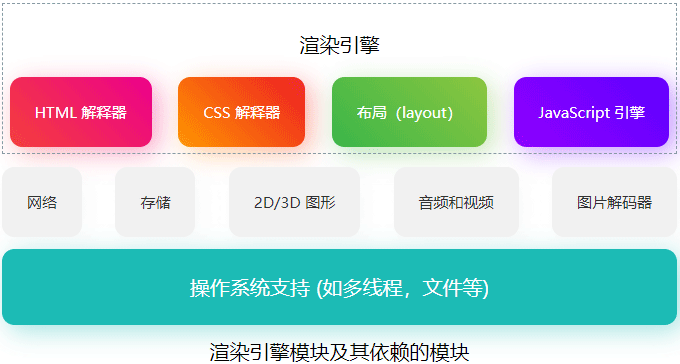 渲染引擎
HTML 解释器
CSS 解释器
布局（layout）
JavaScript 引擎
网络
存储
2D/3D 图形
音频和视频
图片解码器
操作系统支持 (如多线程，文件等)
渲染引擎模块及其依赖的模块